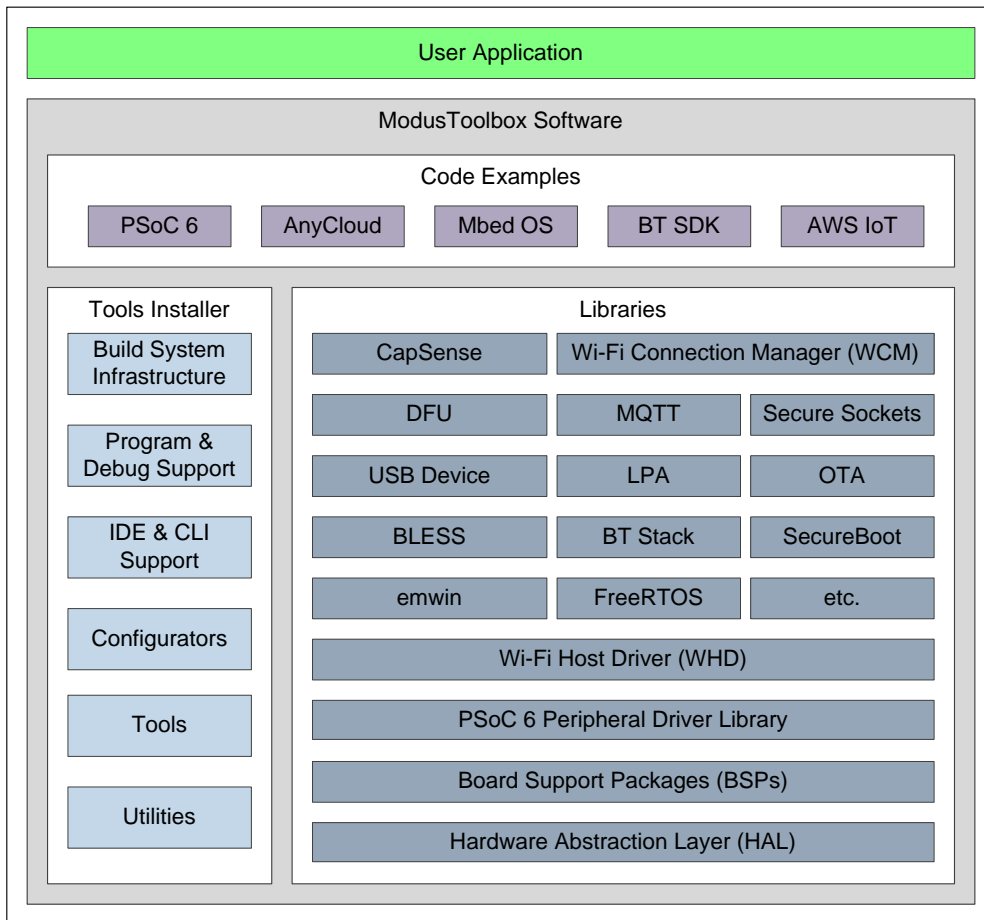 User Application
ModusToolbox Software
Code Examples
PSoC 6
AnyCloud
Mbed OS
BT SDK
AWS IoT
Tools Installer
Build System
Infrastructure
Program &
Debug Support
IDE & CLI
Support
Configurators
Tools
Utilities
Libraries
CapSense
Wi-Fi Connection Manager (WCM)
DFU
MQTT
Secure Sockets
USB Device
LPA
OTA
BLESS
BT Stack
SecureBoot
emwin
FreeRTOS
etc.
Wi-Fi Host Driver (WHD)
PSoC 6 Peripheral Driver Library
Board Support Packages (BSPs)
Hardware Abstraction Layer (HAL)